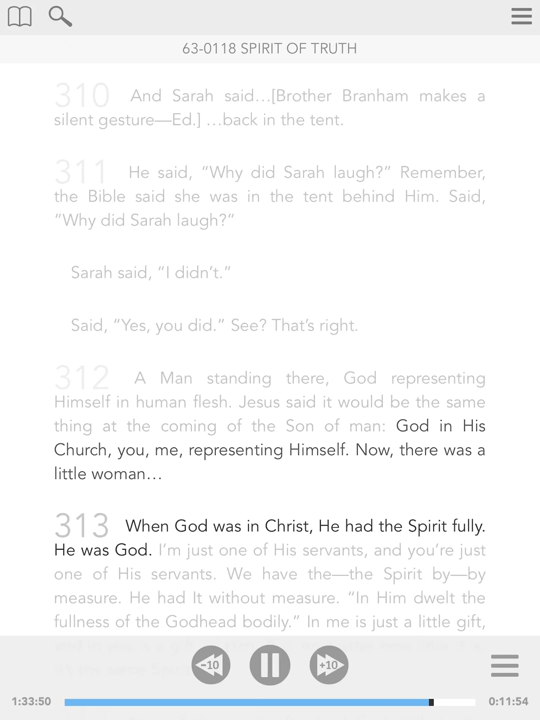 63-0118 SPIRIT OF TRUTH
310 And Sarah said…[Brother Branham makes a
silent gesture—Ed.] …back in the tent.
311 He said, “Why did Sarah laugh?” Remember,
the Bible said she was in the tent behind Him. Said,
“Why did Sarah laugh?”
Sarah said, “I didn’t.”
Said, “Yes, you did.” See? That’s right.
312 A Man standing there, God representing
Himself in human flesh. Jesus said it would be the same
thing at the coming of the Son of man: God in His
Church, you, me, representing Himself. Now, there was a
little woman…
313 When God was in Christ, He had the Spirit fully.
He was God. I’m just one of His servants, and you’re just
one of His servants. We have the—the Spirit by—by
measure. He had It without measure. “In Him dwelt the
fullness of the Godhead bodily.” In me is just a little gift,
-10 +10
1:33:50 0:11:54